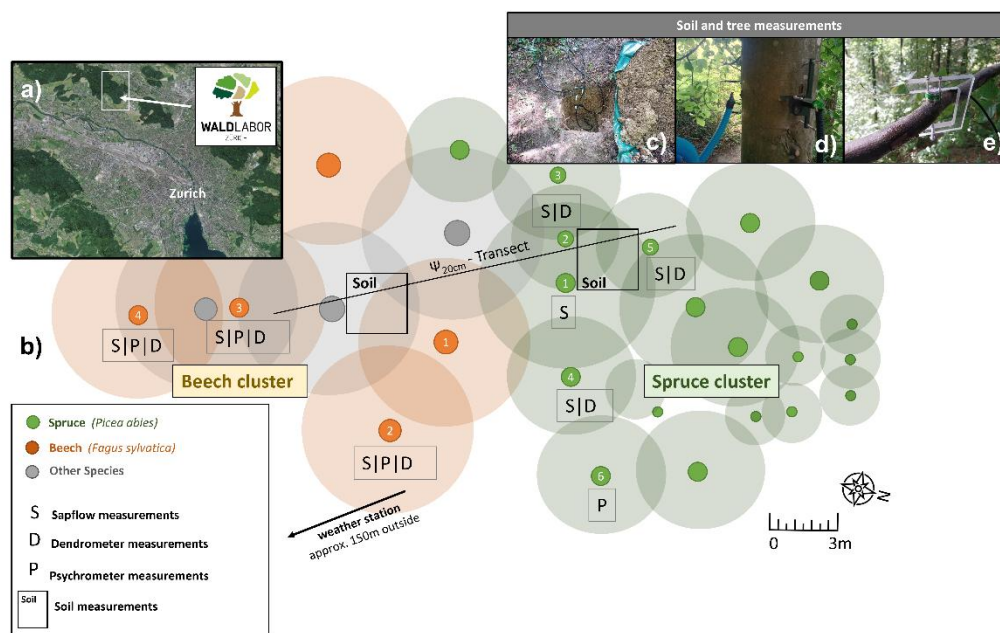 Soil and tree measurements
a)
WALDLABOR
ZÜRICH
Zurich
c)
d)
e)
3
S|D
2
Ψ20cm - Transect
5
S|D
Soil
Soil
1
S
4
S|P|D
3
S|P|D
1
b)
Beech cluster
4
S|D
Spruce cluster
2
S|P|D
6
P
weather station
approx. 150m outside
N
0 3m
Spruce (Picea abies)
Beech (Fagus sylvatica)
Other Species
S Sapflow measurements
D Dendrometer measurements
P Psychrometer measurements
Soil Soil measurements